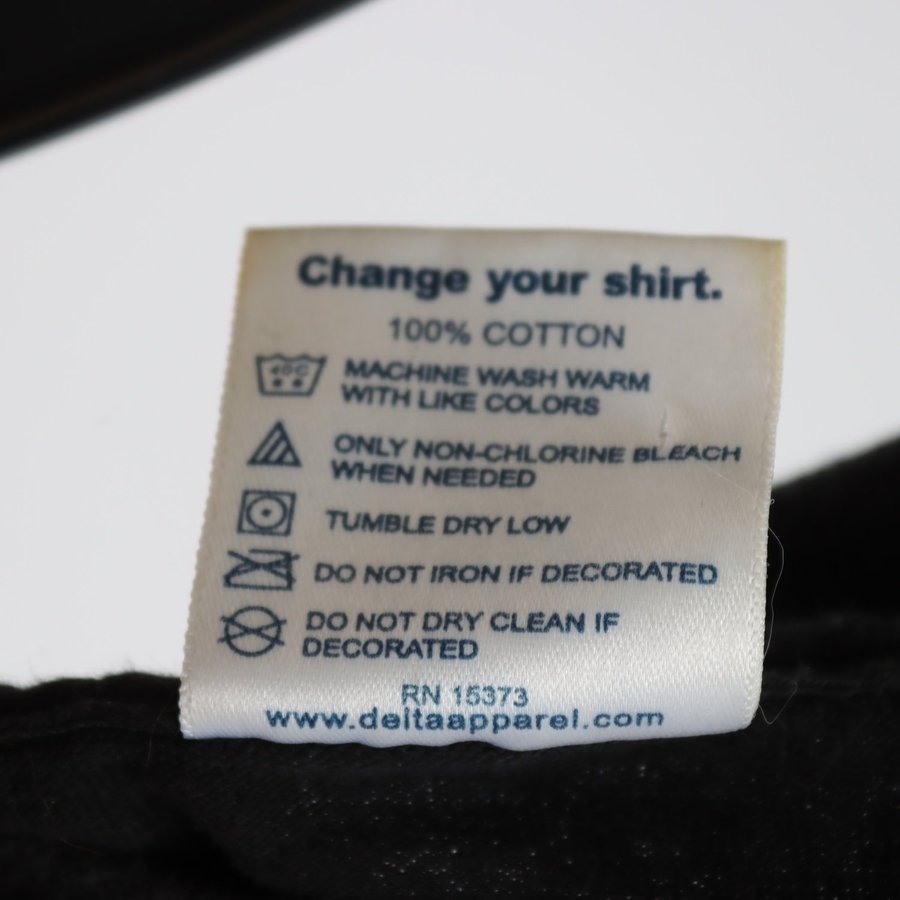 Change your shirt.
100% COTTON
40C
MACHINE WASH WARM
WITH LIKE COLORS
ONLY NON-CHLORINE BLEACH
WHEN NEEDED
TUMBLE DRY LOW
DO NOT IRON IF DECORATED
DO NOT DRY CLEAN IF
DECORATED
RN 15373
www.deltaapparel.com